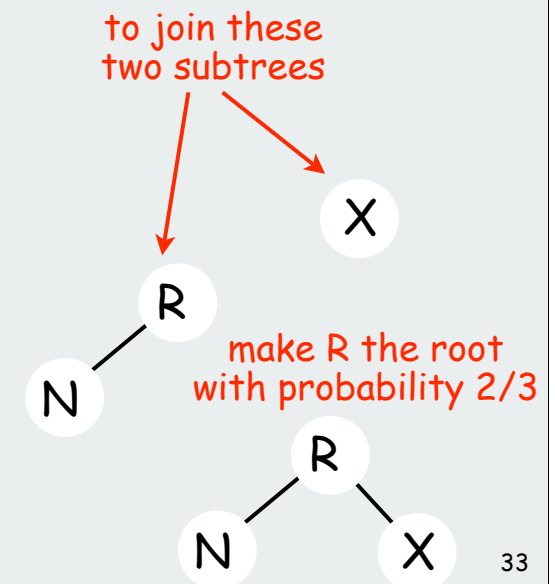 to join these
two subtrees
X
R
N
make R the root
with probability 2/3
R
N X
33